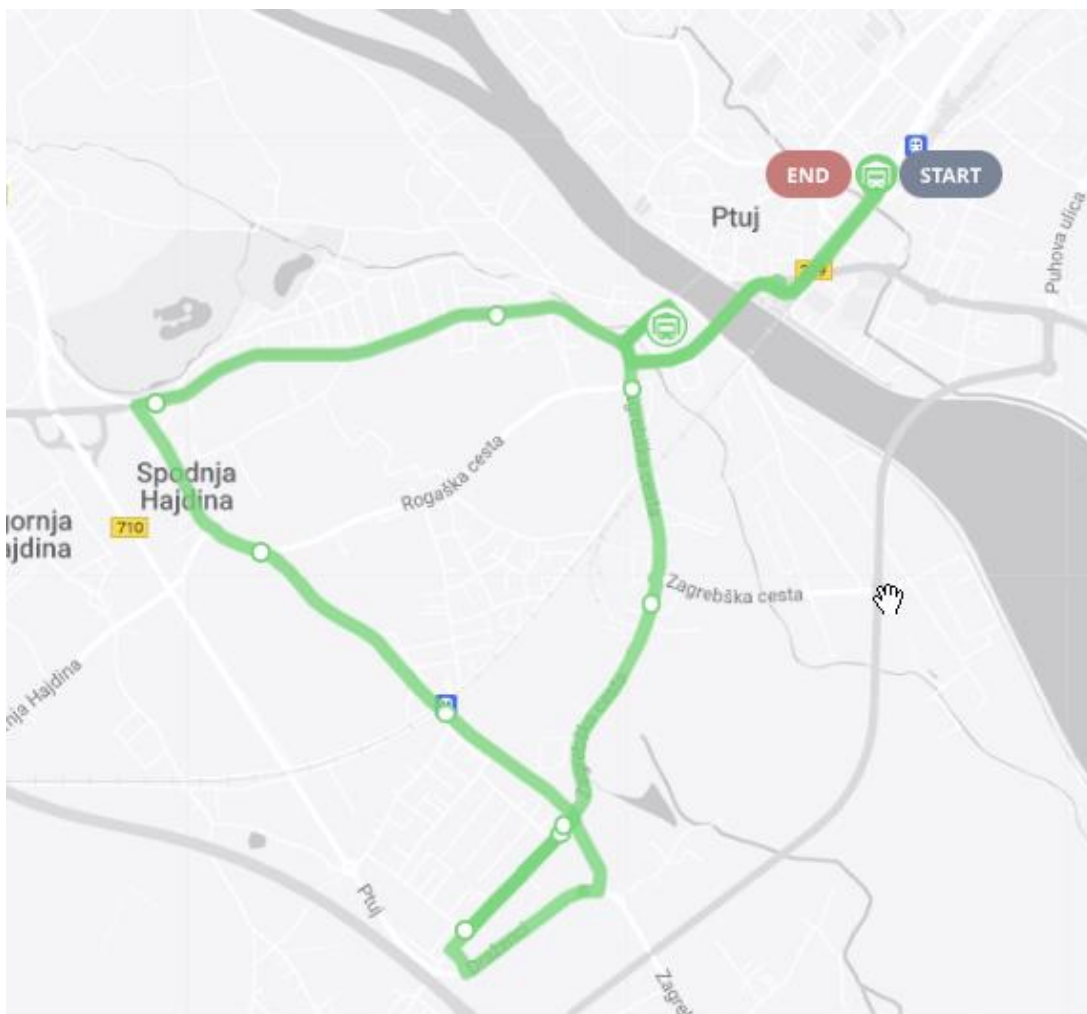 END
START
Ptuj
Puhova ulica
Rogaška cesta
Spodnja
Hajdina
710
Zagrebška cesta
Ptuj